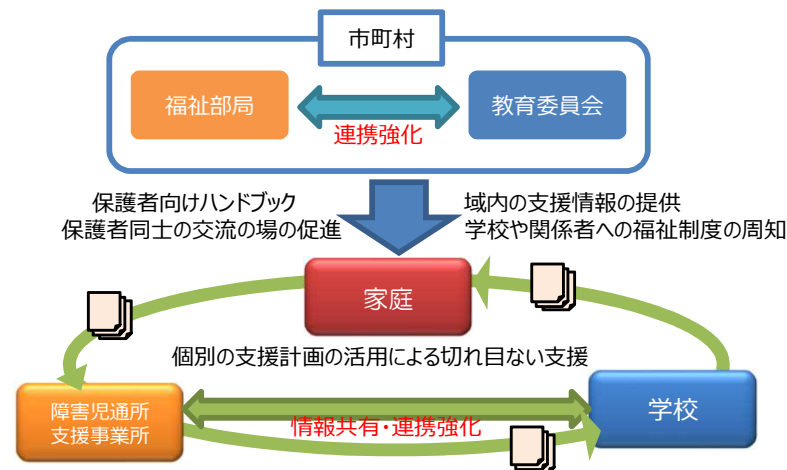 市町村
福祉部局
教育委員会
連携強化
保護者向けハンドブック
保護者同士の交流の場の促進
域内の支援情報の提供
学校や関係者への福祉制度の周知
家庭
個別の支援計画の活用による切れ目ない支援
障害児通所
支援事業所
情報共有・連携強化
学校